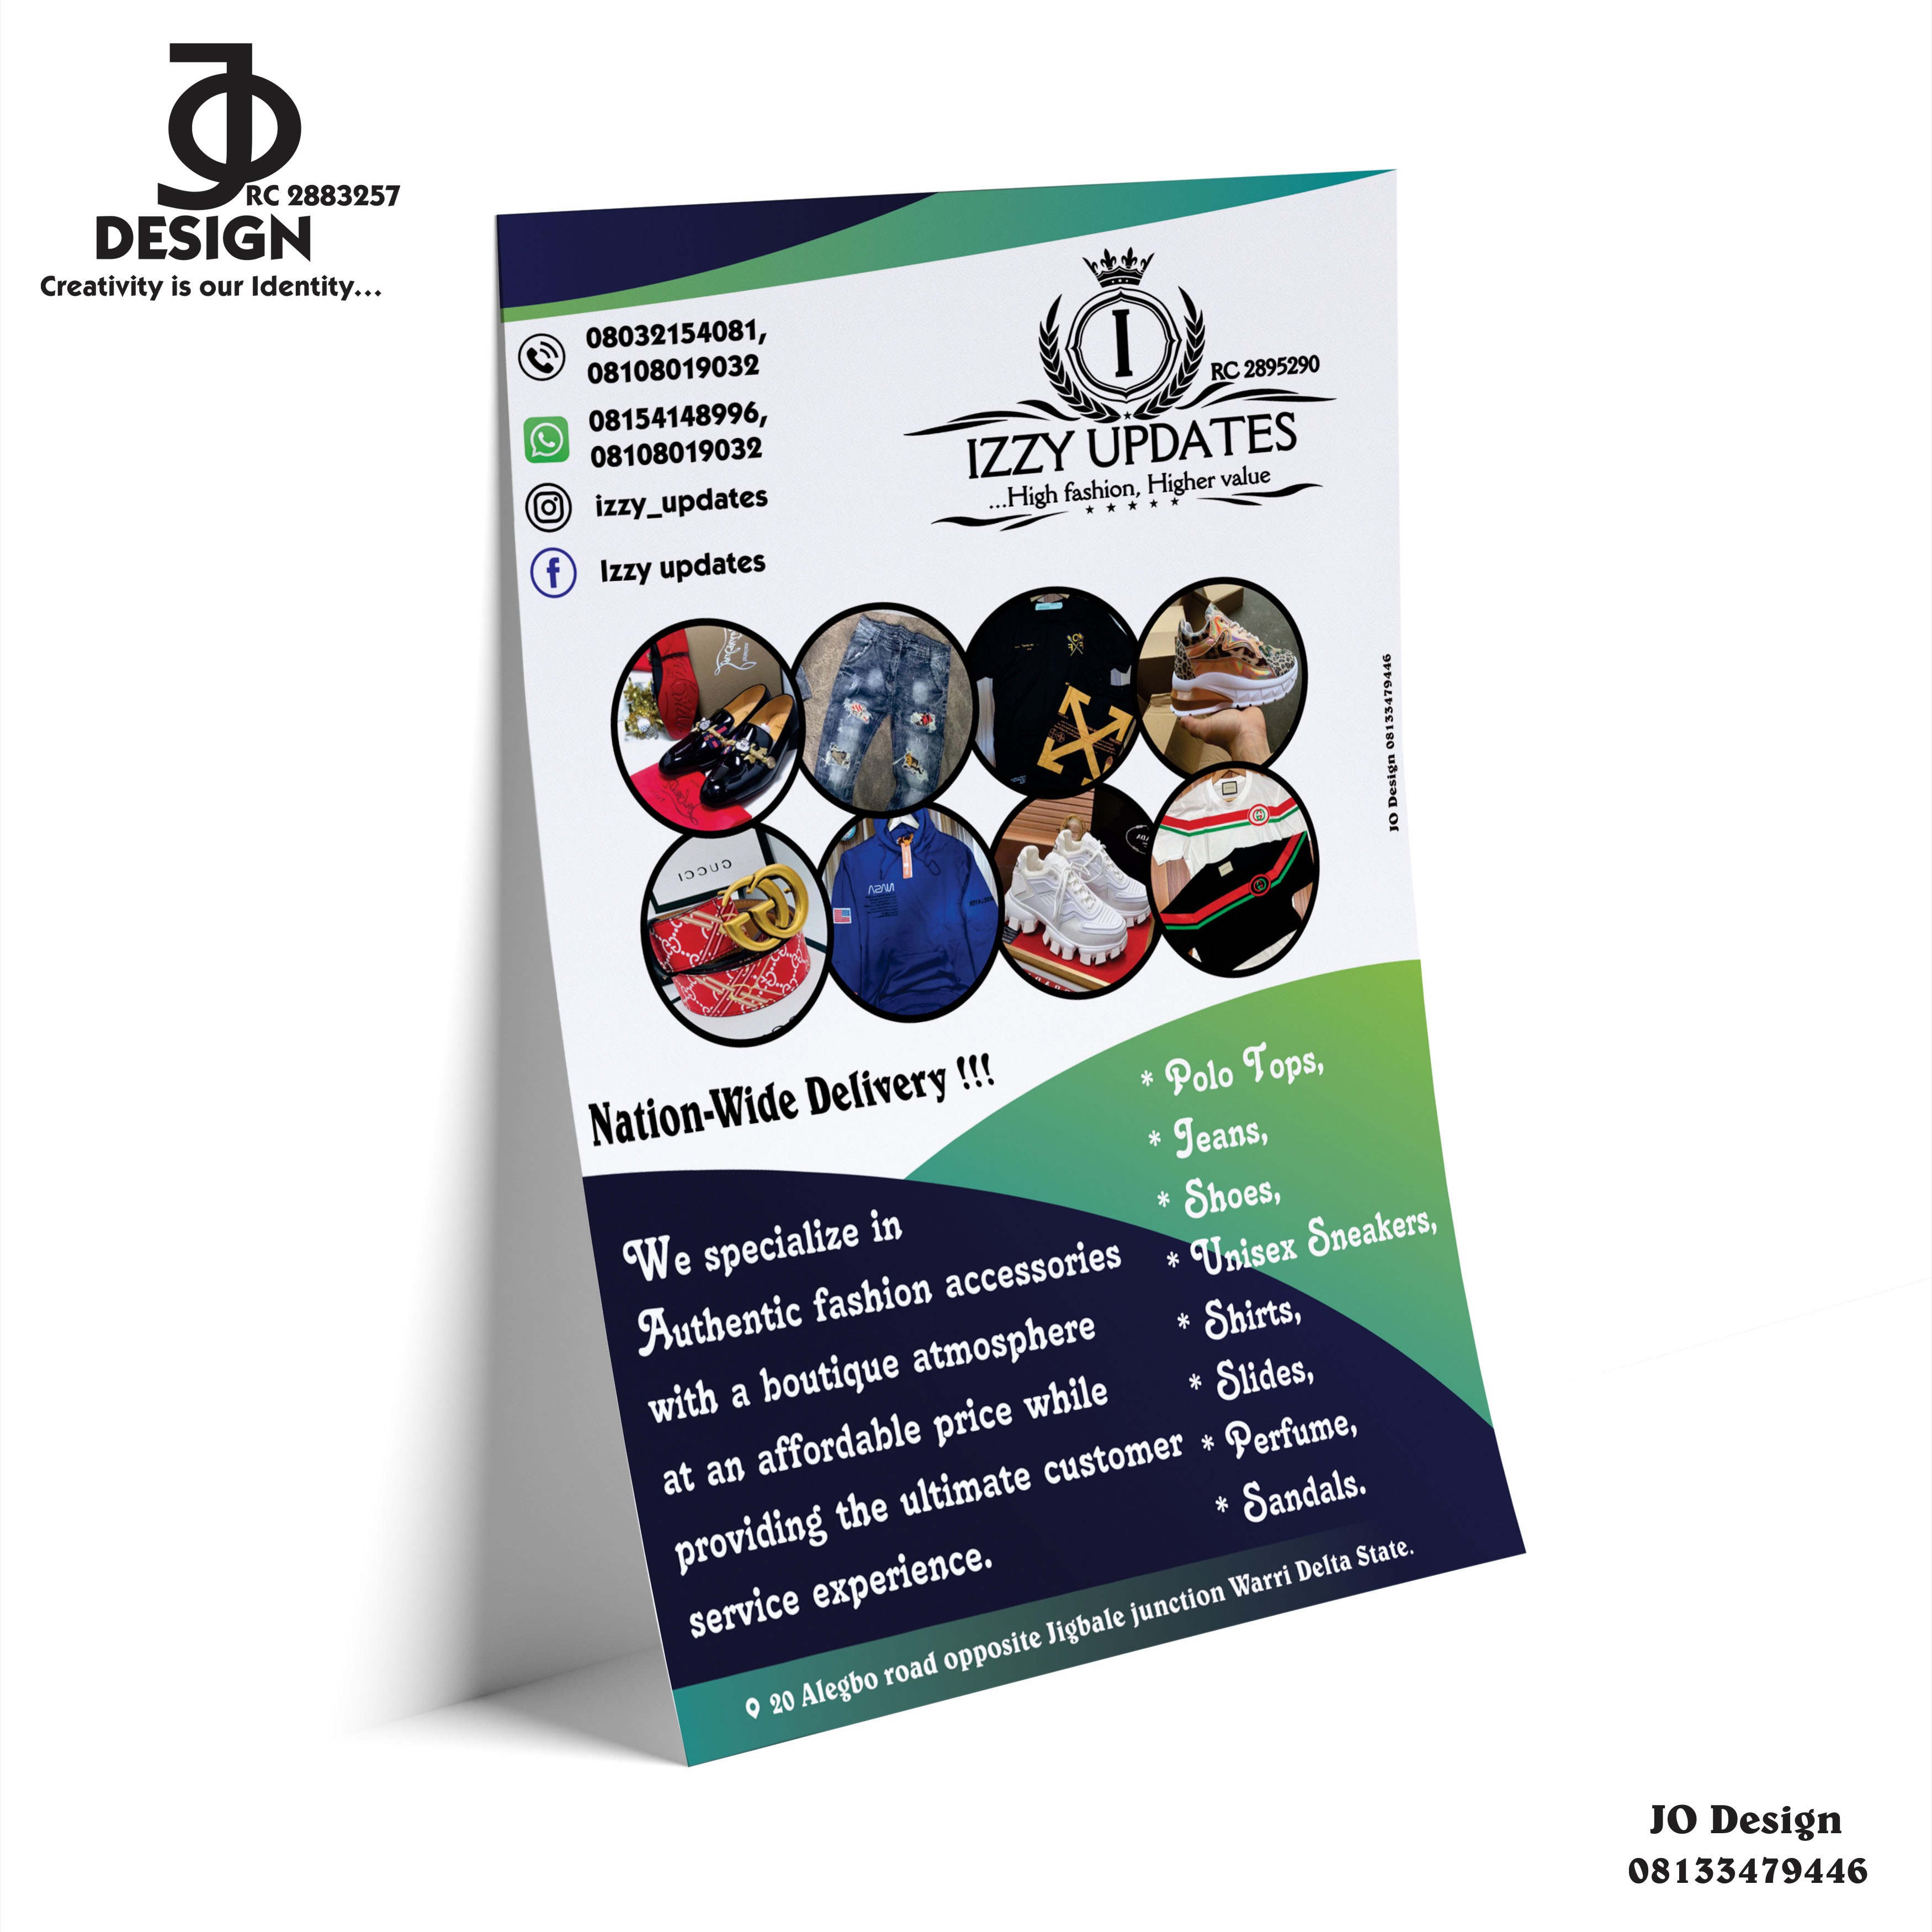 JO
RC 2883257
DESIGN
Creativity is our Identity...
08032154081,
08108019032
08154148996,
08108019032
izzy_updates
Izzy updates
I
RC 2895290
IZZY UPDATES
...High fashion, Higher value
GUCCI
JO Design 08133479446
Nation-Wide Delivery !!!
We specialize in
Authentic fashion accessories
with a boutique atmosphere
at an affordable price while
providing the ultimate customer
service experience.
* Polo Tops,
* Jeans,
* Shoes,
* Unisex Sneakers,
* Shirts,
* Slides,
* Perfume,
* Sandals.
20 Alegbo road opposite Jigbale junction Warri Delta State.
JO Design
08133479446